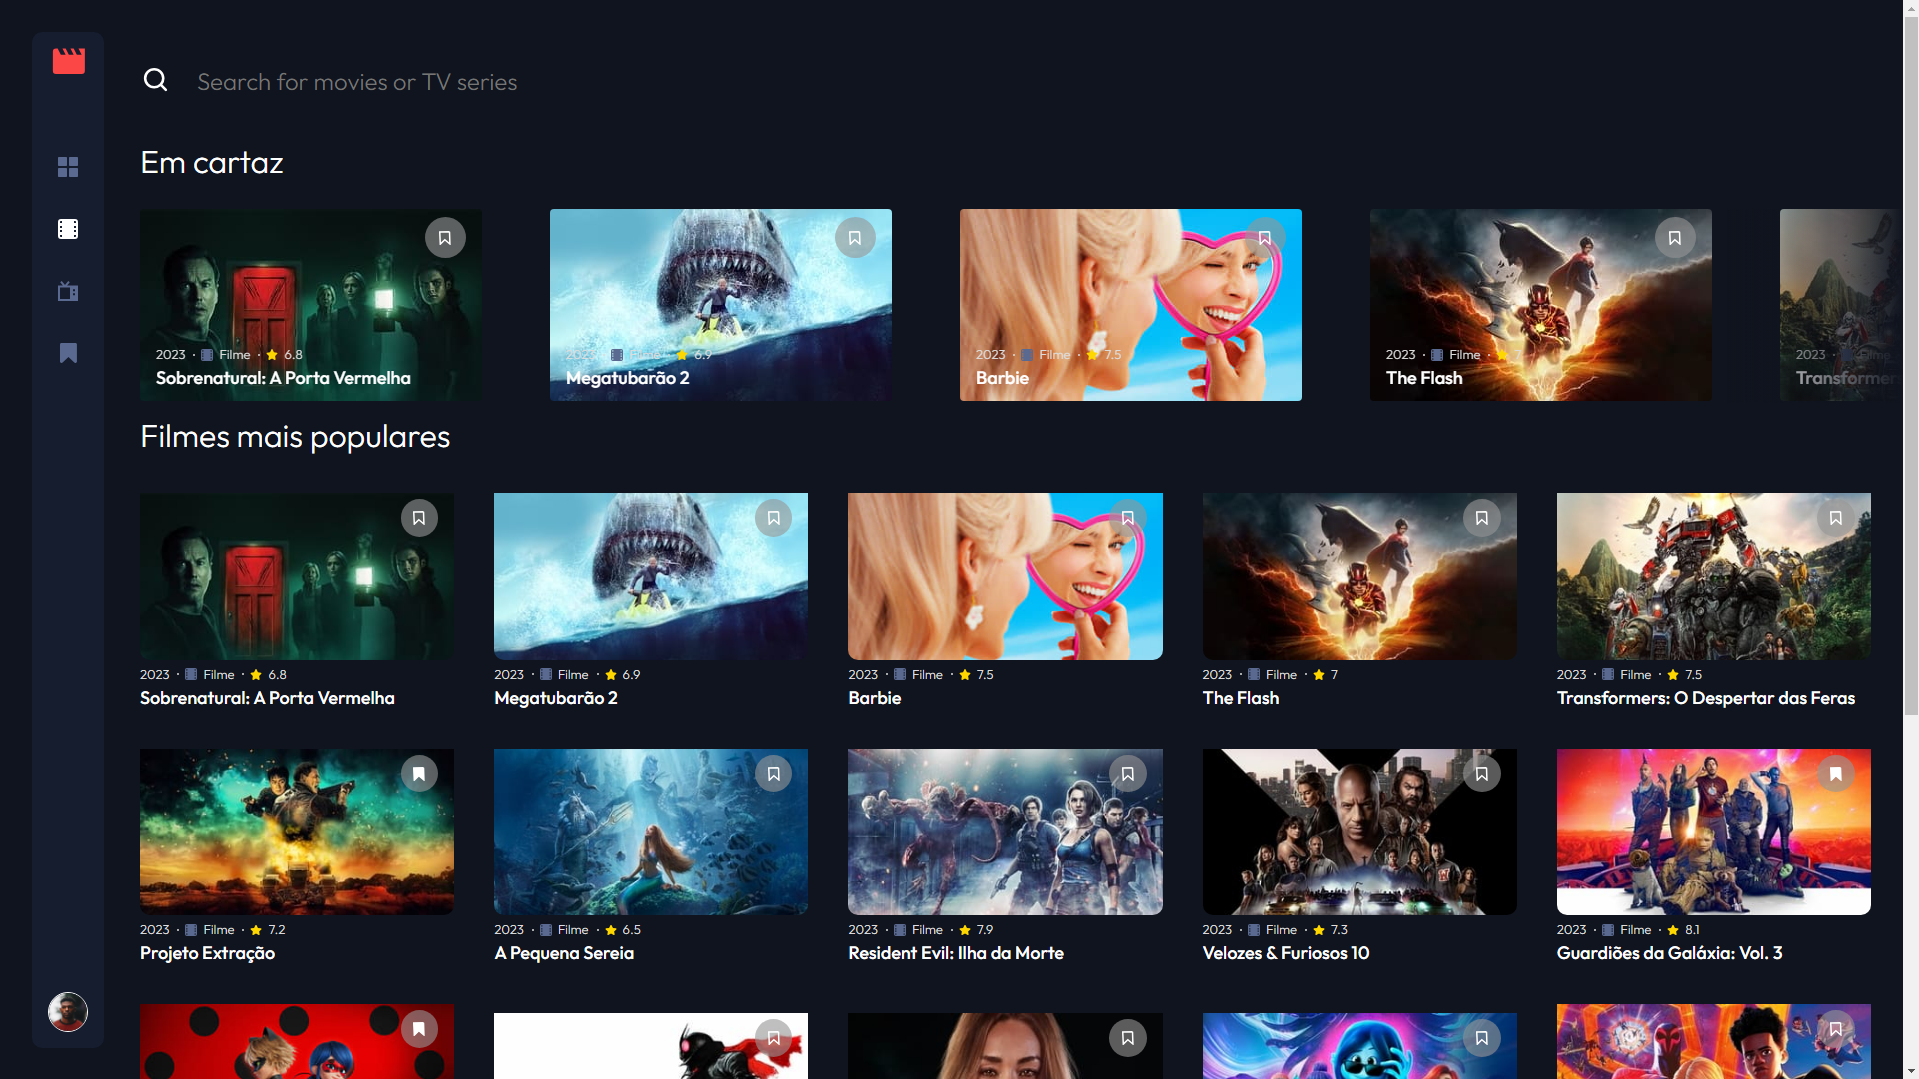 Search for movies or TV series
Em cartaz
2023 · Filme · 6.8
Sobrenatural: A Porta Vermelha
2023 · Filme · 6.9
Megatubarão 2
2023 · Filme · 7.5
Barbie
2023 · Filme · 7
The Flash
2023 · Filme
Transformers
Filmes mais populares
2023 · Filme · 6.8
Sobrenatural: A Porta Vermelha
2023 · Filme · 6.9
Megatubarão 2
2023 · Filme · 7.5
Barbie
2023 · Filme · 7
The Flash
2023 · Filme · 7.5
Transformers: O Despertar das Feras
2023 · Filme · 7.2
Projeto Extração
2023 · Filme · 6.5
A Pequena Sereia
2023 · Filme · 7.9
Resident Evil: Ilha da Morte
2023 · Filme · 7.3
Velozes & Furiosos 10
2023 · Filme · 8.1
Guardiões da Galáxia: Vol. 3